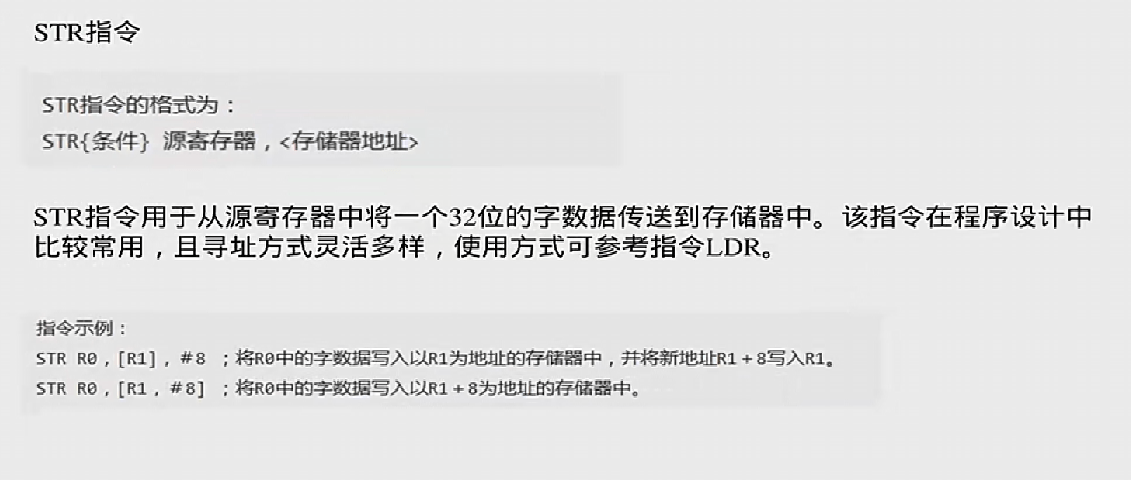 STR指令
STR指令的格式为：
STR{条件} 源寄存器，<存储器地址>
STR指令用于从源寄存器中将一个32位的字数据传送到存储器中。该指令在程序设计中
比较常用，且寻址方式灵活多样，使用方式可参考指令LDR。
指令示例：
STR R0，[R1]，＃8 ；将R0中的字数据写入以R1为地址的存储器中，并将新地址R1＋8写入R1。
STR R0，[R1，＃8] ；将R0中的字数据写入以R1＋8为地址的存储器中。